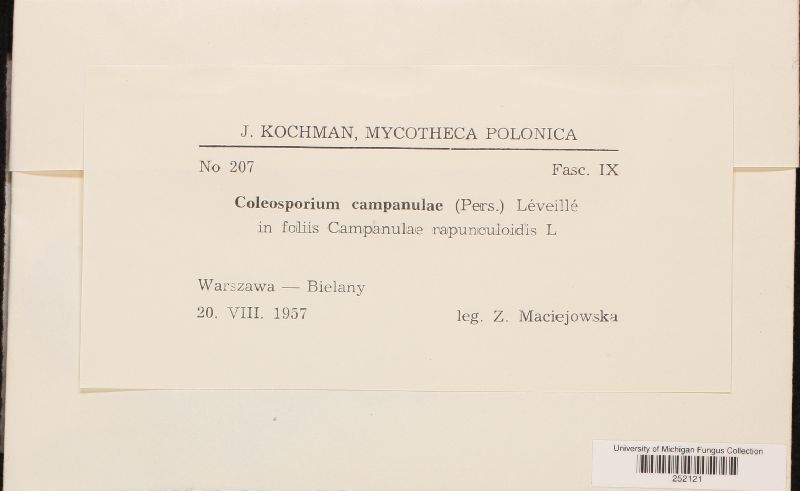 J. KOCHMAN, MYCOTHECA POLONICA
No 207 Fasc. IX
Coleosporium campanulae (Pers.) Léveillé
in foliis Campanulae rapunculoidis L
Warszawa — Bielany
20. VIII. 1957 leg. Z. Maciejowska
University of Michigan Fungus Collection
252121